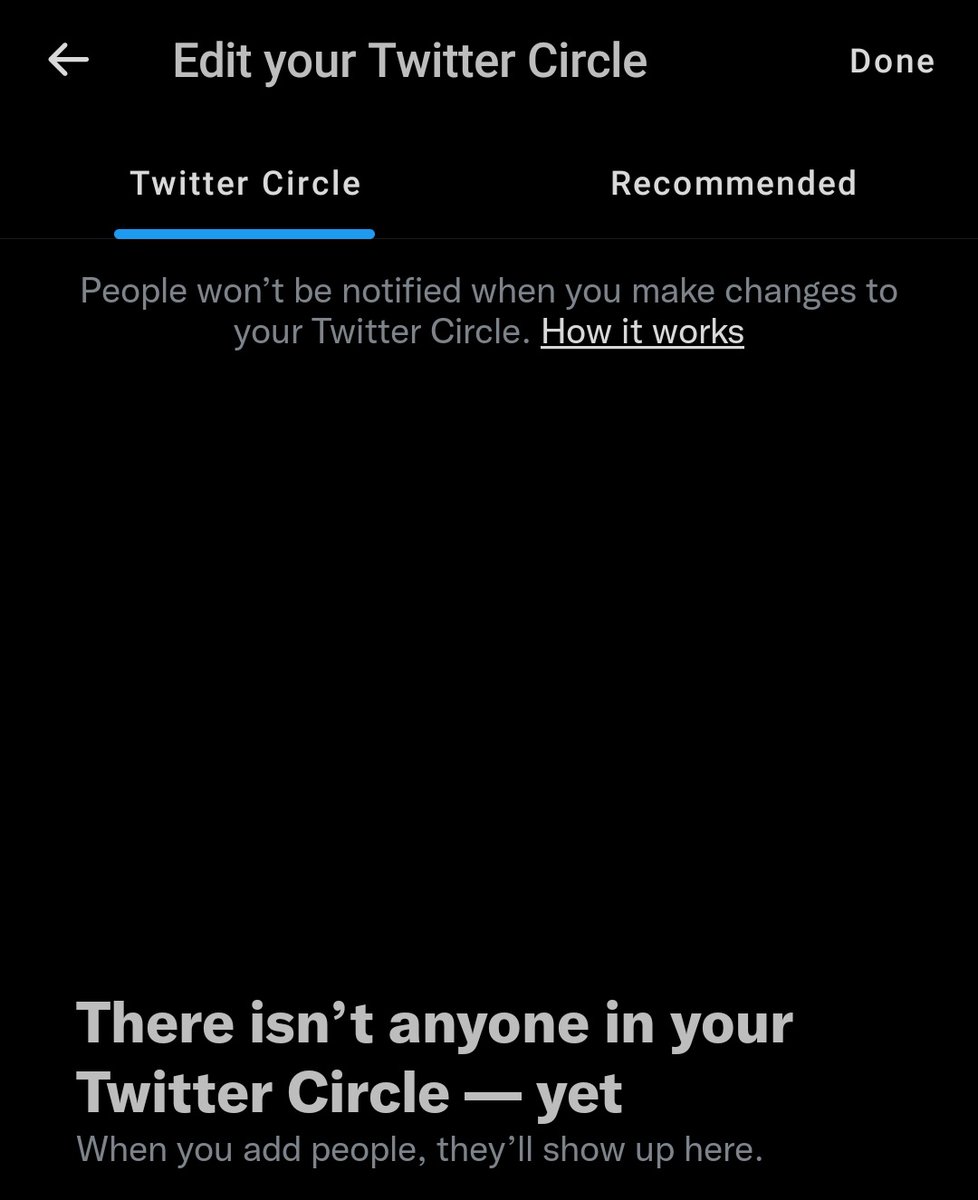 Edit your Twitter Circle
Done
Twitter Circle
Recommended
People won’t be notified when you make changes to
your Twitter Circle. How it works
There isn’t anyone in your
Twitter Circle — yet
When you add people, they’ll show up here.